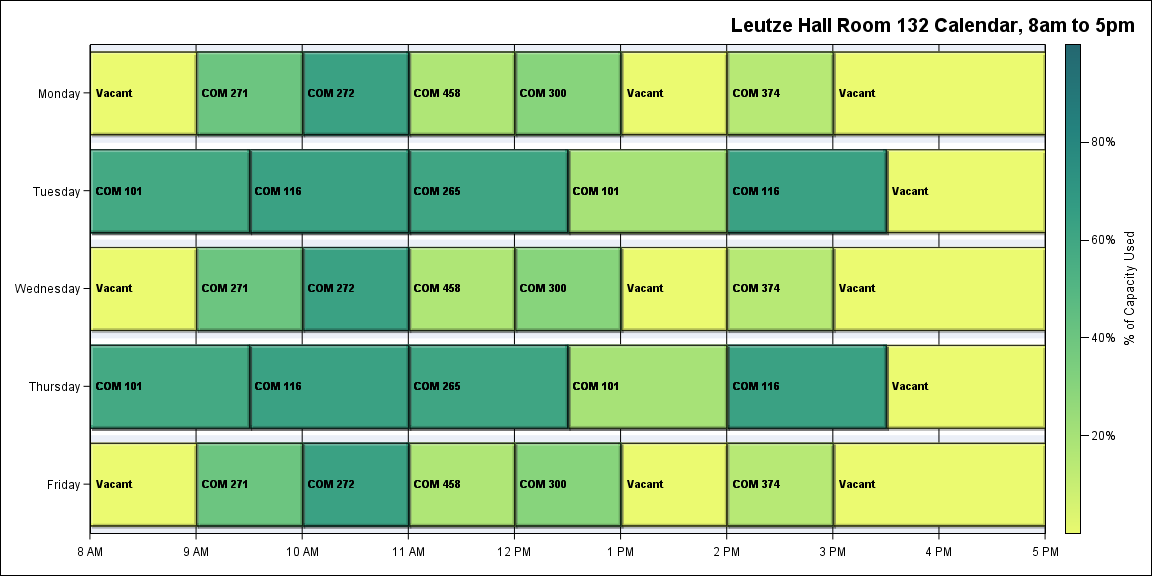 Leutze Hall Room 132 Calendar, 8am to 5pm
Monday
Vacant
COM 271
COM 272
COM 458
COM 300
Vacant
COM 374
Vacant
Tuesday
COM 101
COM 116
COM 265
COM 101
COM 116
Vacant
Wednesday
Vacant
COM 271
COM 272
COM 458
COM 300
Vacant
COM 374
Vacant
Thursday
COM 101
COM 116
COM 265
COM 101
COM 116
Vacant
Friday
Vacant
COM 271
COM 272
COM 458
COM 300
Vacant
COM 374
Vacant
8 AM
9 AM
10 AM
11 AM
12 PM
1 PM
2 PM
3 PM
4 PM
5 PM
80%
60%
40%
20%
% of Capacity Used